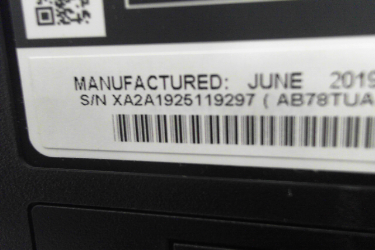 MANUFACTURED: JUNE 2019
S/N XA2A1925119297 ( AB78TUA